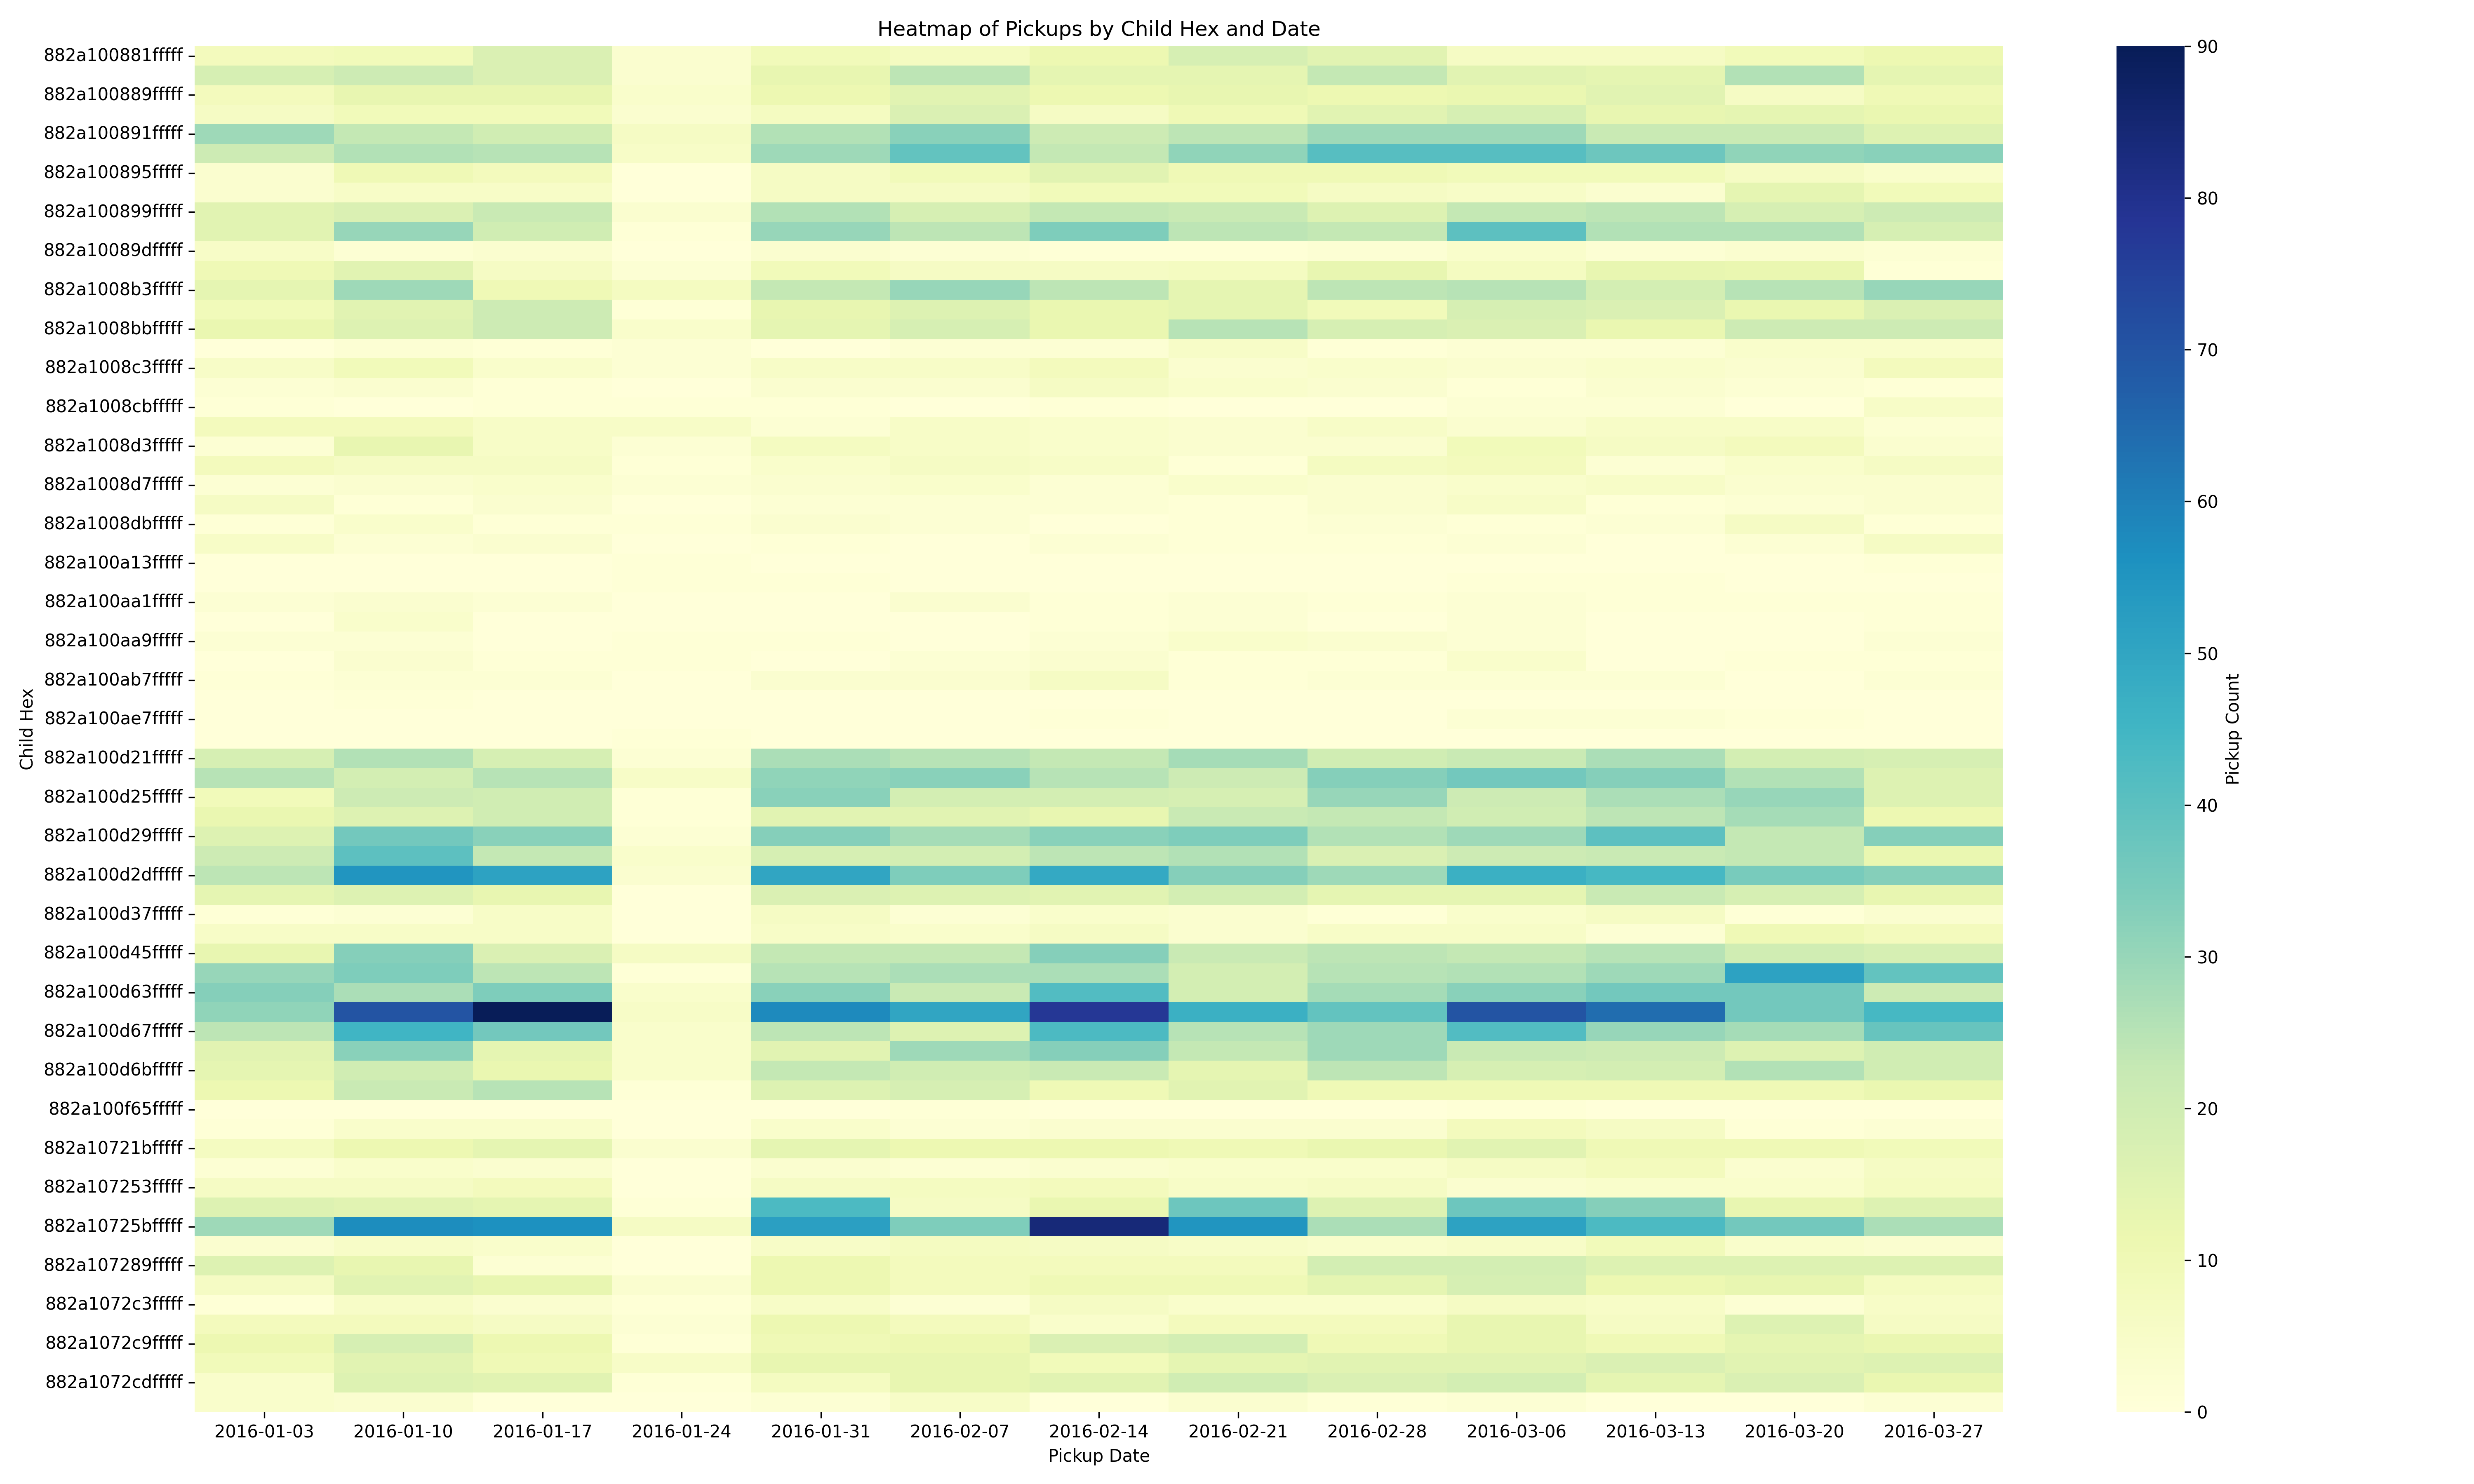 Heatmap of Pickups by Child Hex and Date
Child Hex
882a100881fffff
882a100889fffff
882a100891fffff
882a100895fffff
882a100899fffff
882a10089dfffff
882a1008b3fffff
882a1008bbfffff
882a1008c3fffff
882a1008cbfffff
882a1008d3fffff
882a1008d7fffff
882a1008dbfffff
882a100a13fffff
882a100aa1fffff
882a100aa9fffff
882a100ab7fffff
882a100ae7fffff
882a100d21fffff
882a100d25fffff
882a100d29fffff
882a100d2dfffff
882a100d37fffff
882a100d45fffff
882a100d63fffff
882a100d67fffff
882a100d6bfffff
882a100f65fffff
882a10721bfffff
882a107253fffff
882a10725bfffff
882a107289fffff
882a1072c3fffff
882a1072c9fffff
882a1072cdfffff
2016-01-03 2016-01-10 2016-01-17 2016-01-24 2016-01-31 2016-02-07 2016-02-14 2016-02-21 2016-02-28 2016-03-06 2016-03-13 2016-03-20 2016-03-27
Pickup Date
90
80
70
60
50
40
30
20
10
0
Pickup Count